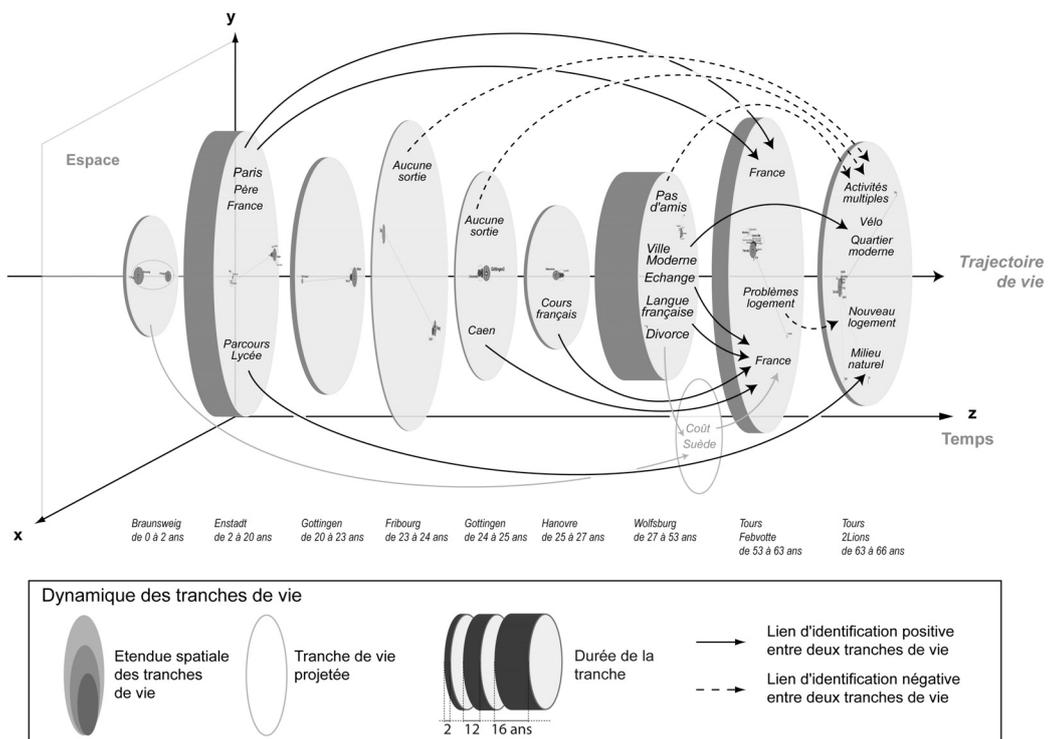 y
Espace
Paris
Père
France
Parcours
Lycée
Aucune
sortie
Aucune
sortie
Gottingen
Caen
Cours
français
Pas
d'amis
Ville
Moderne
Echange
Langue
française
Divorce
Coût
Suède
France
Problèmes
logement
France
Activités
multiples
Vélo
Quartier
moderne
Nouveau
logement
Milieu
naturel
Trajectoire
de vie
z
Temps
x
Braunsweig
de 0 à 2 ans
Enstadt
de 2 à 20 ans
Gottingen
de 20 à 23 ans
Fribourg
de 23 à 24 ans
Gottingen
de 24 à 25 ans
Hanovre
de 25 à 27 ans
Wolfsburg
de 27 à 53 ans
Tours
Febvotte
de 53 à 63 ans
Tours
2Lions
de 63 à 66 ans
Dynamique des tranches de vie
Etendue spatiale
des tranches
de vie
Tranche de vie
projetée
2 12 16 ans
Durée de la
tranche
Lien d'identification positive
entre deux tranches de vie
Lien d'identification négative
entre deux tranches de vie